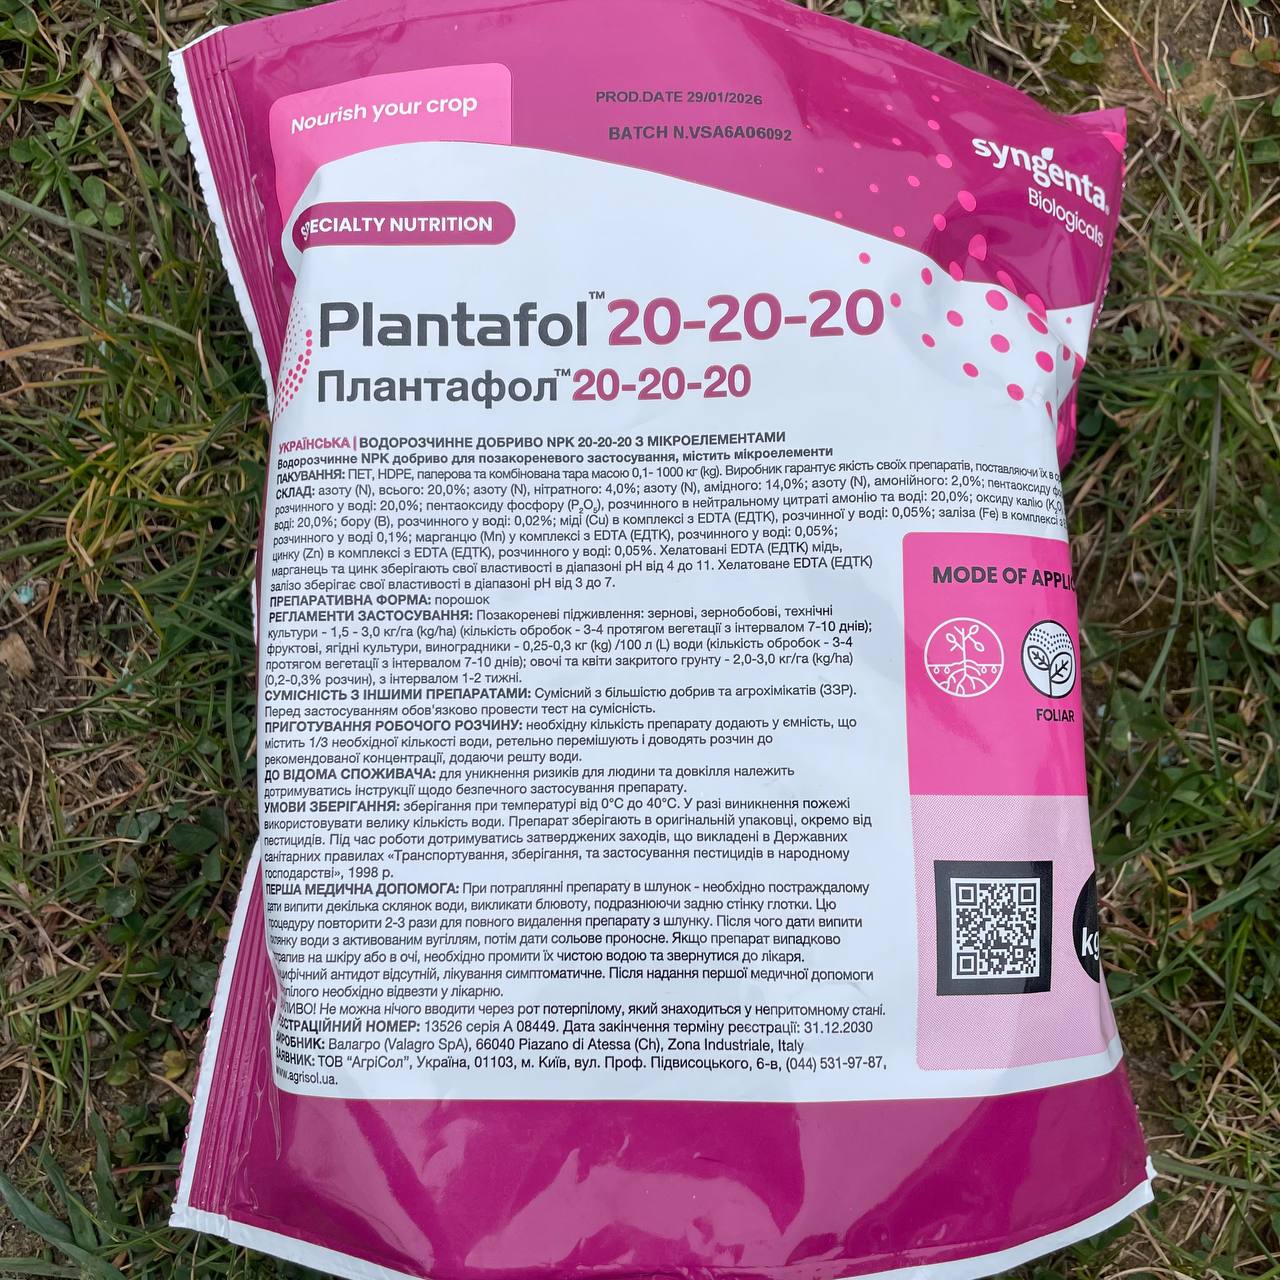 Nourish your crop
PROD.DATE 29/01/2026
BATCH N.VSA6A06092
syngenta.
Biologicals
SPECIALTY NUTRITION
Plantafol™ 20-20-20
Плантафол™ 20-20-20
УКРАЇНСЬКА | ВОДОРОЗЧИННЕ ДОБРИВО NPK 20-20-20 З МІКРОЕЛЕМЕНТАМИ
Водорозчинне NPK добриво для позакореневого застосування, містить мікроелементи
ПАКУВАННЯ: ПЕТ, HDPE, паперова та комбінована тара масою 0,1- 1000 кг (kg). Виробник гарантує якість своїх препаратів, поставляючи їх в
СКЛАД: азоту (N), всього: 20,0%; азоту (N), нітратного: 4,0%; азоту (N), амідного: 14,0%; азоту (N), амонійного: 2,0%; пентаоксиду
розчинного у воді: 20,0%; пентаоксиду фосфору (P₂O₅), розчинного в нейтральному цитраті амонію та воді: 20,0%; оксиду калію
воді: 20,0%; бору (B), розчинного у воді: 0,02%; міді (Cu) в комплексі з EDTA (ЕДТК), розчинної у воді: 0,05%; заліза (Fe) в комплексі з
розчинного у воді 0,1%; марганцю (Mn) у комплексі з EDTA (ЕДТК), розчинного у воді: 0,05%;
цинку (Zn) в комплексі з EDTA (ЕДТК), розчинного у воді: 0,05%. Хелатовані EDTA (ЕДТК) мідь,
марганець та цинк зберігають свої властивості в діапазоні pH від 4 до 11. Хелатоване EDTA (ЕДТК)
залізо зберігає свої властивості в діапазоні pH від 3 до 7.
ПРЕПАРАТИВНА ФОРМА: порошок
РЕГЛАМЕНТИ ЗАСТОСУВАННЯ: Позакореневі підживлення: зернові, зернобобові, технічні
культури - 1,5 - 3,0 кг/га (kg/ha) (кількість обробок - 3-4 протягом вегетації з інтервалом 7-10 днів);
фруктові, ягідні культури, виноградники - 0,25-0,3 кг (kg) /100 л (L) води (кількість обробок - 3-4
протягом вегетації з інтервалом 7-10 днів); овочі та квіти закритого грунту - 2,0-3,0 кг/га (kg/ha)
(0,2-0,3% розчин), з інтервалом 1-2 тижні.
СУМІСНІСТЬ З ІНШИМИ ПРЕПАРАТАМИ: Сумісний з більшістю добрив та агрохімікатів (ЗЗР).
Перед застосуванням обов'язково провести тест на сумісність.
ПРИГОТУВАННЯ РОБОЧОГО РОЗЧИНУ: необхідну кількість препарату додають у ємність, що
містить 1/3 необхідної кількості води, ретельно перемішують і доводять розчин до
рекомендованої концентрації, додаючи решту води.
ДО ВІДОМА СПОЖИВАЧА: для уникнення ризиків для людини та довкілля належить
дотримуватись інструкції щодо безпечного застосування препарату.
УМОВИ ЗБЕРІГАННЯ: зберігання при температурі від 0°C до 40°C. У разі виникнення пожежі
використовувати велику кількість води. Препарат зберігають в оригінальній упаковці, окремо від
пестицидів. Під час роботи дотримуватись затверджених заходів, що викладені в Державних
санітарних правилах «Транспортування, зберігання, та застосування пестицидів в народному
господарстві», 1998 р.
ПЕРША МЕДИЧНА ДОПОМОГА: При потраплянні препарату в шлунок - необхідно постраждалому
дати випити декілька склянок води, викликати блювоту, подразнюючи задню стінку глотки. Цю
процедуру повторити 2-3 рази для повного видалення препарату з шлунку. Після чого дати випити
склянку води з активованим вугіллям, потім дати сольове проносне. Якщо препарат випадково
на шкіру або в очі, необхідно промити їх чистою водою та звернутися до лікаря.
антидот відсутній, лікування симптоматичне. Після надання першої медичної допомоги
необхідно відвезти у лікарню.
Не можна нічого вводити через рот потерпілому, який знаходиться у непритомному стані.
НОМЕР: 13526 серія А 08449. Дата закінчення терміну реєстрації: 31.12.2030
ВИРОБНИК: Валагро (Valagro SpA), 66040 Piazano di Atessa (Ch), Zona Industriale, Italy
ЗАЯВНИК: ТОВ “АгріСол”, Україна, 01103, м. Київ, вул. Проф. Підвисоцького, 6-в, (044) 531-97-87,
www.agrisol.ua.
MODE OF
FOLIAR
kg